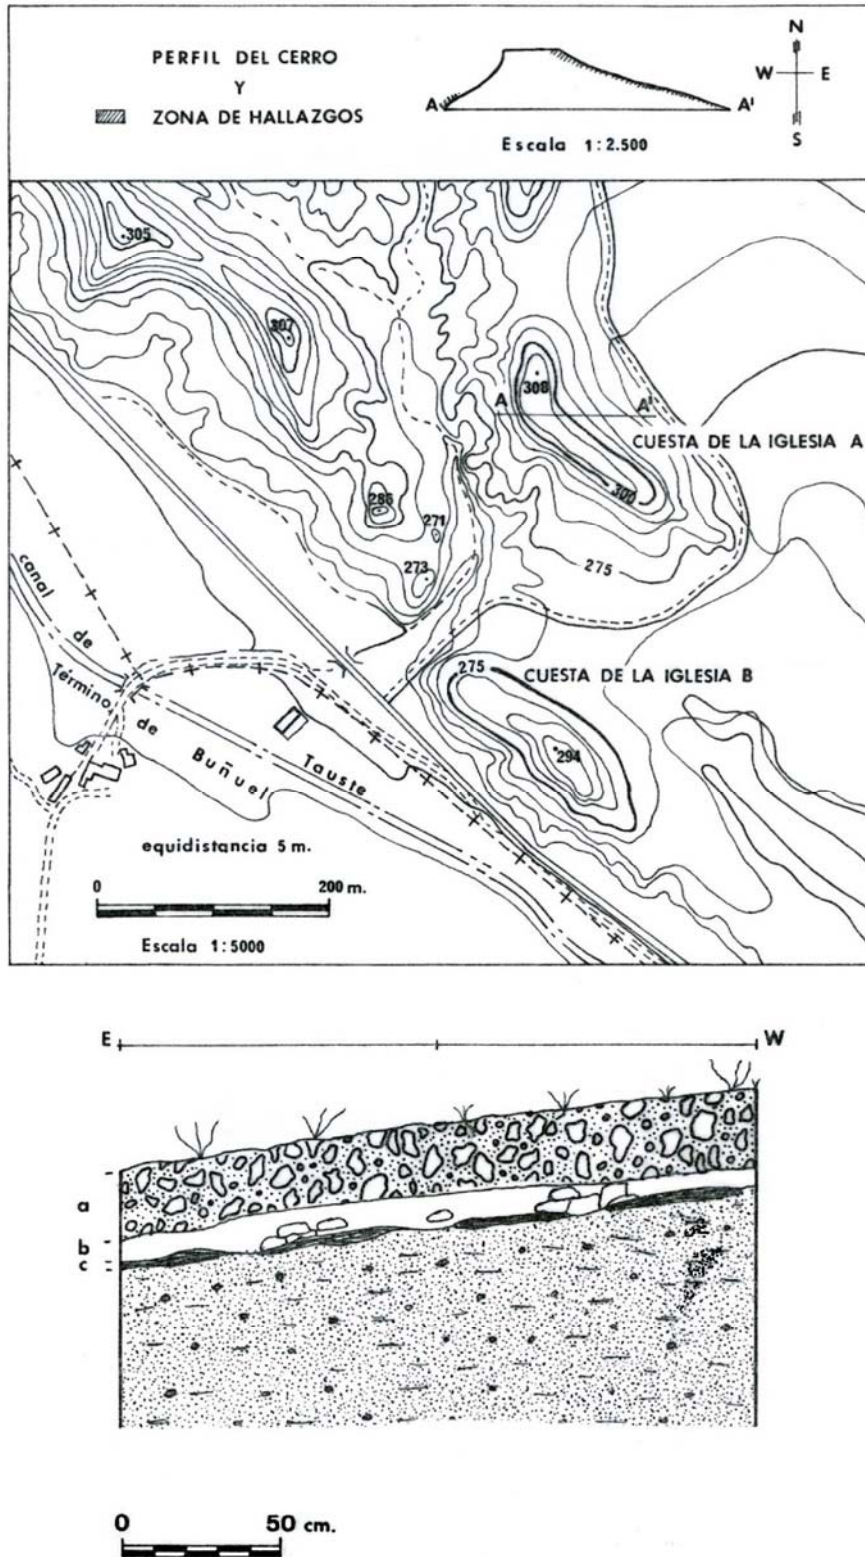 PERFIL DEL CERRO
Y
ZONA DE HALLAZGOS
A A'
Escala 1:2.500
N
W E
S
305
307
308
A A'
CUESTA DE LA IGLESIA A
300
286
271
273
275
275
CUESTA DE LA IGLESIA B
294
canal de Tauste
Término de Buñuel
equidistancia 5 m.
0 200 m.
Escala 1:5000
E W
a
b
c
0 50 cm.